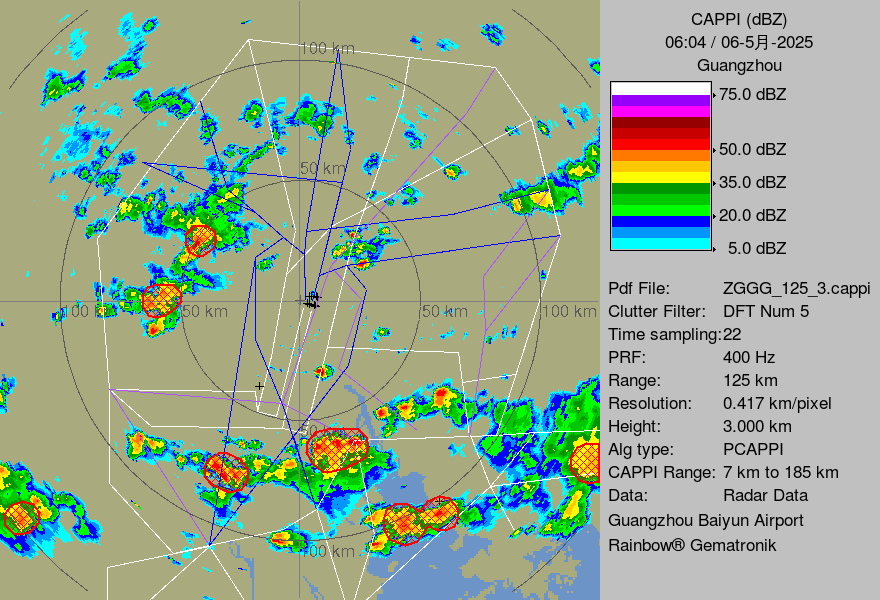 CAPPI (dBZ)
06:04 / 06-5月-2025
Guangzhou
75.0 dBZ
50.0 dBZ
35.0 dBZ
20.0 dBZ
5.0 dBZ
Pdf File: ZGGG_125_3.cappi
Clutter Filter: DFT Num 5
Time sampling:22
PRF: 400 Hz
Range: 125 km
Resolution: 0.417 km/pixel
Height: 3.000 km
Alg type: PCAPPI
CAPPI Range: 7 km to 185 km
Data: Radar Data
Guangzhou Baiyun Airport
Rainbow® Gematronik
100 km
50 km
100 km 50 km 50 km 100 km
50 km
100 km